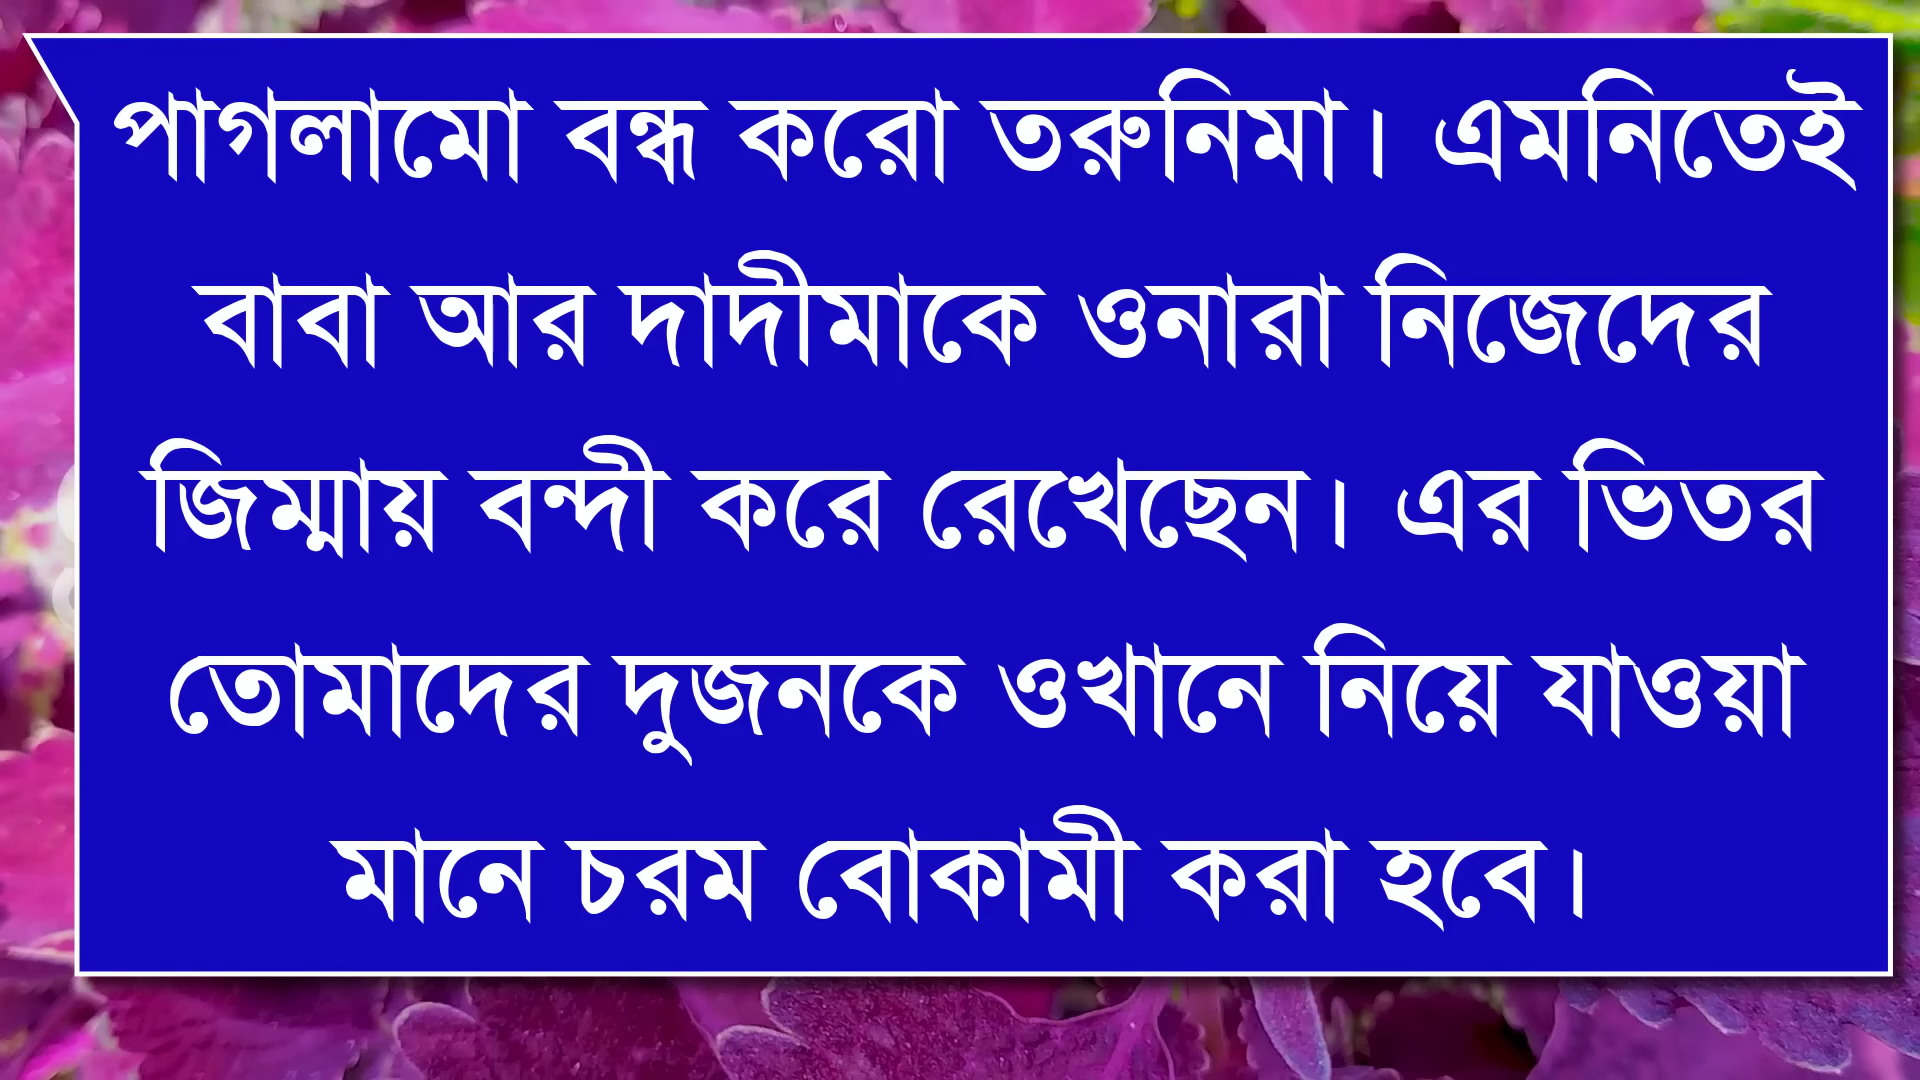 পাগলামো বন্ধ করো তরুনিমা। এমনিতেই
বাবা আর দাদীমাকে ওনারা নিজেদের
জিম্মায় বন্দী করে রেখেছেন। এর ভিতর
তোমাদের দুজনকে ওখানে নিয়ে যাওয়া
মানে চরম বোকামী করা হবে।